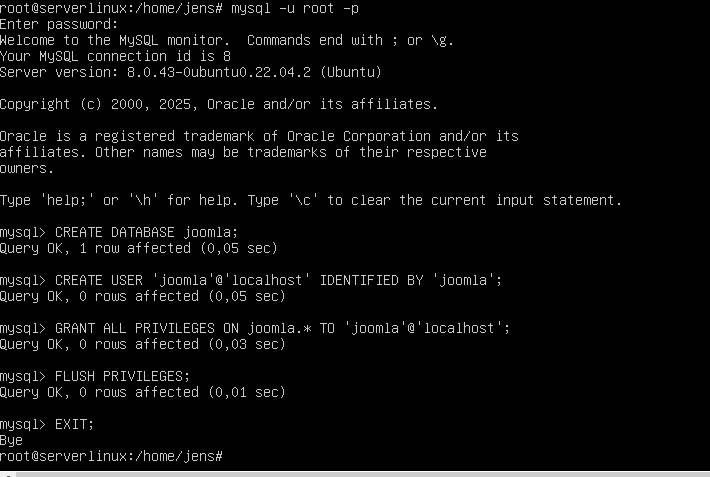 root@serverlinux:/home/jens# mysql -u root -p
Enter password:
Welcome to the MySQL monitor.  Commands end with ; or \g.
Your MySQL connection id is 8
Server version: 8.0.43-0ubuntu0.22.04.2 (Ubuntu)
Copyright (c) 2000, 2025, Oracle and/or its affiliates.
Oracle is a registered trademark of Oracle Corporation and/or its
affiliates. Other names may be trademarks of their respective
owners.
Type 'help;' or '\h' for help. Type '\c' to clear the current input statement.
mysql> CREATE DATABASE joomla;
Query OK, 1 row affected (0,05 sec)
mysql> CREATE USER 'joomla'@'localhost' IDENTIFIED BY 'joomla';
Query OK, 0 rows affected (0,05 sec)
mysql> GRANT ALL PRIVILEGES ON joomla.* TO 'joomla'@'localhost';
Query OK, 0 rows affected (0,03 sec)
mysql> FLUSH PRIVILEGES;
Query OK, 0 rows affected (0,01 sec)
mysql> EXIT;
Bye
root@serverlinux:/home/jens#